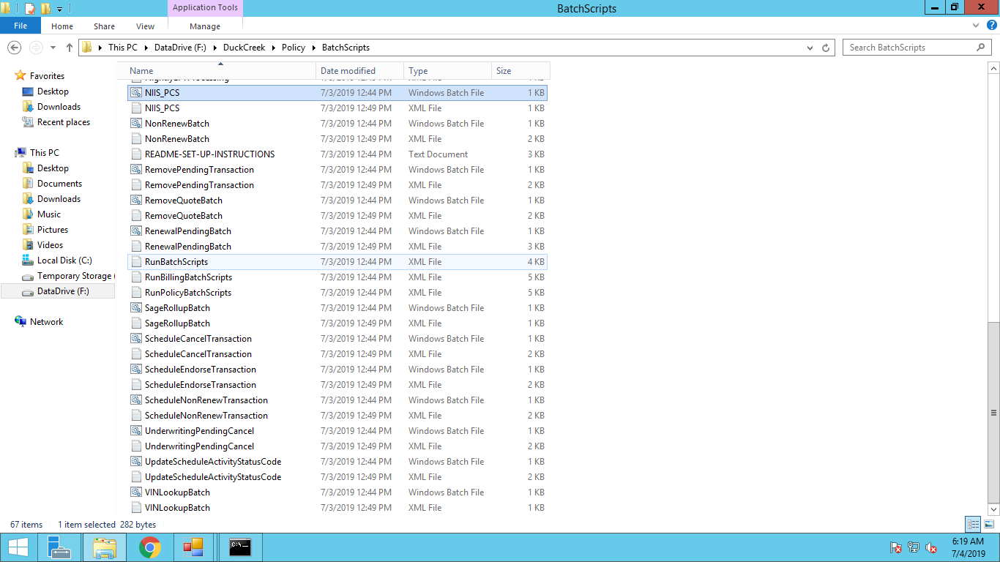 Application Tools
BatchScripts
File Home Share View Manage
This PC DataDrive (F:) DuckCreek Policy BatchScripts
Search BatchScripts
Name Date modified Type Size
Favorites
Desktop
Downloads
Recent places
This PC
Desktop
Documents
Downloads
Music
Pictures
Videos
Local Disk (C:)
Temporary Storage (
DataDrive (F:)
Network
NIIS_PCS 7/3/2019 12:44 PM Windows Batch File 1 KB
NIIS_PCS 7/3/2019 12:49 PM XML File 1 KB
NonRenewBatch 7/3/2019 12:44 PM Windows Batch File 1 KB
NonRenewBatch 7/3/2019 12:49 PM XML File 2 KB
README-SET-UP-INSTRUCTIONS 7/3/2019 12:44 PM Text Document 3 KB
RemovePendingTransaction 7/3/2019 12:44 PM Windows Batch File 1 KB
RemovePendingTransaction 7/3/2019 12:49 PM XML File 2 KB
RemoveQuoteBatch 7/3/2019 12:44 PM Windows Batch File 1 KB
RemoveQuoteBatch 7/3/2019 12:49 PM XML File 2 KB
RenewalPendingBatch 7/3/2019 12:44 PM Windows Batch File 1 KB
RenewalPendingBatch 7/3/2019 12:49 PM XML File 3 KB
RunBatchScripts 7/3/2019 12:44 PM XML File 4 KB
RunBillingBatchScripts 7/3/2019 12:44 PM XML File 5 KB
RunPolicyBatchScripts 7/3/2019 12:44 PM XML File 5 KB
SageRollupBatch 7/3/2019 12:44 PM Windows Batch File 1 KB
SageRollupBatch 7/3/2019 12:49 PM XML File 1 KB
ScheduleCancelTransaction 7/3/2019 12:44 PM Windows Batch File 1 KB
ScheduleCancelTransaction 7/3/2019 12:49 PM XML File 2 KB
ScheduleEndorseTransaction 7/3/2019 12:44 PM Windows Batch File 1 KB
ScheduleEndorseTransaction 7/3/2019 12:49 PM XML File 2 KB
ScheduleNonRenewTransaction 7/3/2019 12:44 PM Windows Batch File 1 KB
ScheduleNonRenewTransaction 7/3/2019 12:49 PM XML File 2 KB
UnderwritingPendingCancel 7/3/2019 12:44 PM Windows Batch File 1 KB
UnderwritingPendingCancel 7/3/2019 12:49 PM XML File 2 KB
UpdateScheduleActivityStatusCode 7/3/2019 12:44 PM Windows Batch File 1 KB
UpdateScheduleActivityStatusCode 7/3/2019 12:49 PM XML File 2 KB
VINLookupBatch 7/3/2019 12:44 PM Windows Batch File 1 KB
VINLookupBatch 7/3/2019 12:49 PM XML File 1 KB
67 items 1 item selected 282 bytes
6:19 AM
7/4/2019